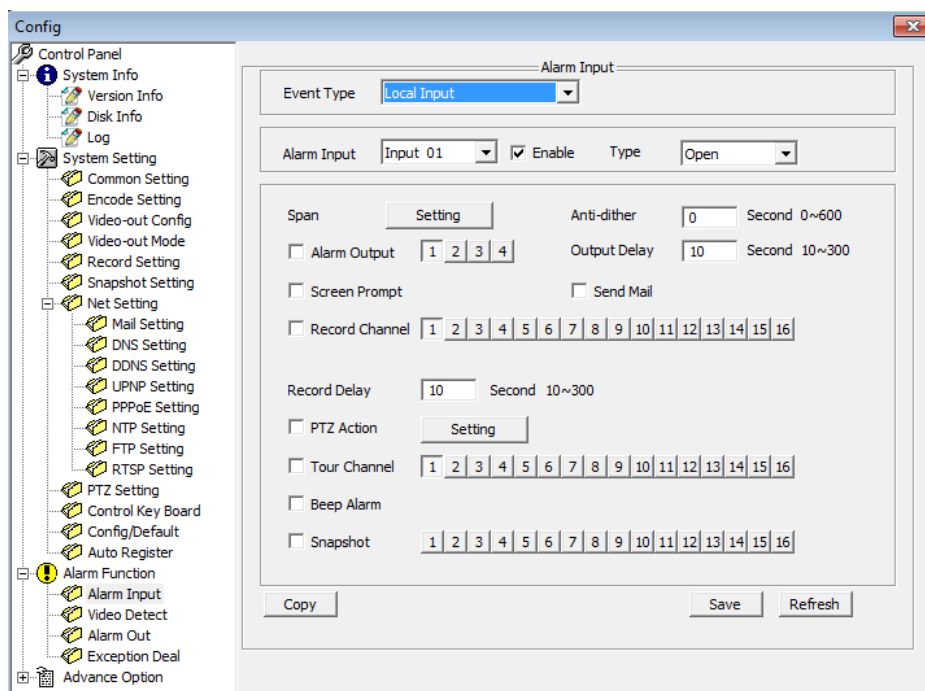 Config
Control Panel
System Info
Version Info
Disk Info
Log
System Setting
Common Setting
Encode Setting
Video-out Config
Video-out Mode
Record Setting
Snapshot Setting
Net Setting
Mail Setting
DNS Setting
DDNS Setting
UPNP Setting
PPPoE Setting
NTP Setting
FTP Setting
RTSP Setting
PTZ Setting
Control Key Board
Config/Default
Auto Register
Alarm Function
Alarm Input
Video Detect
Alarm Out
Exception Deal
Advance Option
Alarm Input
Event Type Local Input
Alarm Input Input 01 Enable Type Open
Span Setting Anti-dither 0 Second 0~600
Alarm Output 1 2 3 4 Output Delay 10 Second 10~300
Screen Prompt Send Mail
Record Channel 1 2 3 4 5 6 7 8 9 10 11 12 13 14 15 16
Record Delay 10 Second 10~300
PTZ Action Setting
Tour Channel 1 2 3 4 5 6 7 8 9 10 11 12 13 14 15 16
Beep Alarm
Snapshot 1 2 3 4 5 6 7 8 9 10 11 12 13 14 15 16
Copy Save Refresh